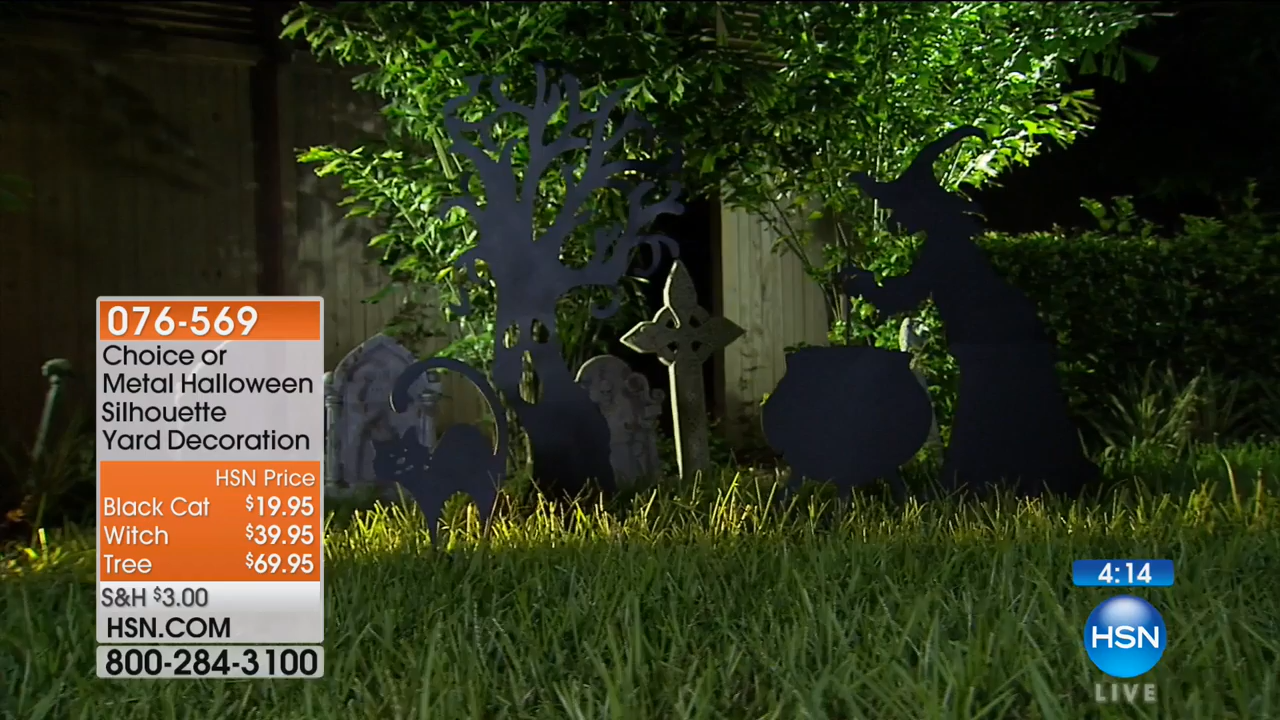 076-569
Choice or
Metal Halloween
Silhouette
Yard Decoration
HSN Price
Black Cat $19.95
Witch $39.95
Tree $69.95
S&H $3.00
HSN.COM
800-284-3100
4:14
HSN
LIVE